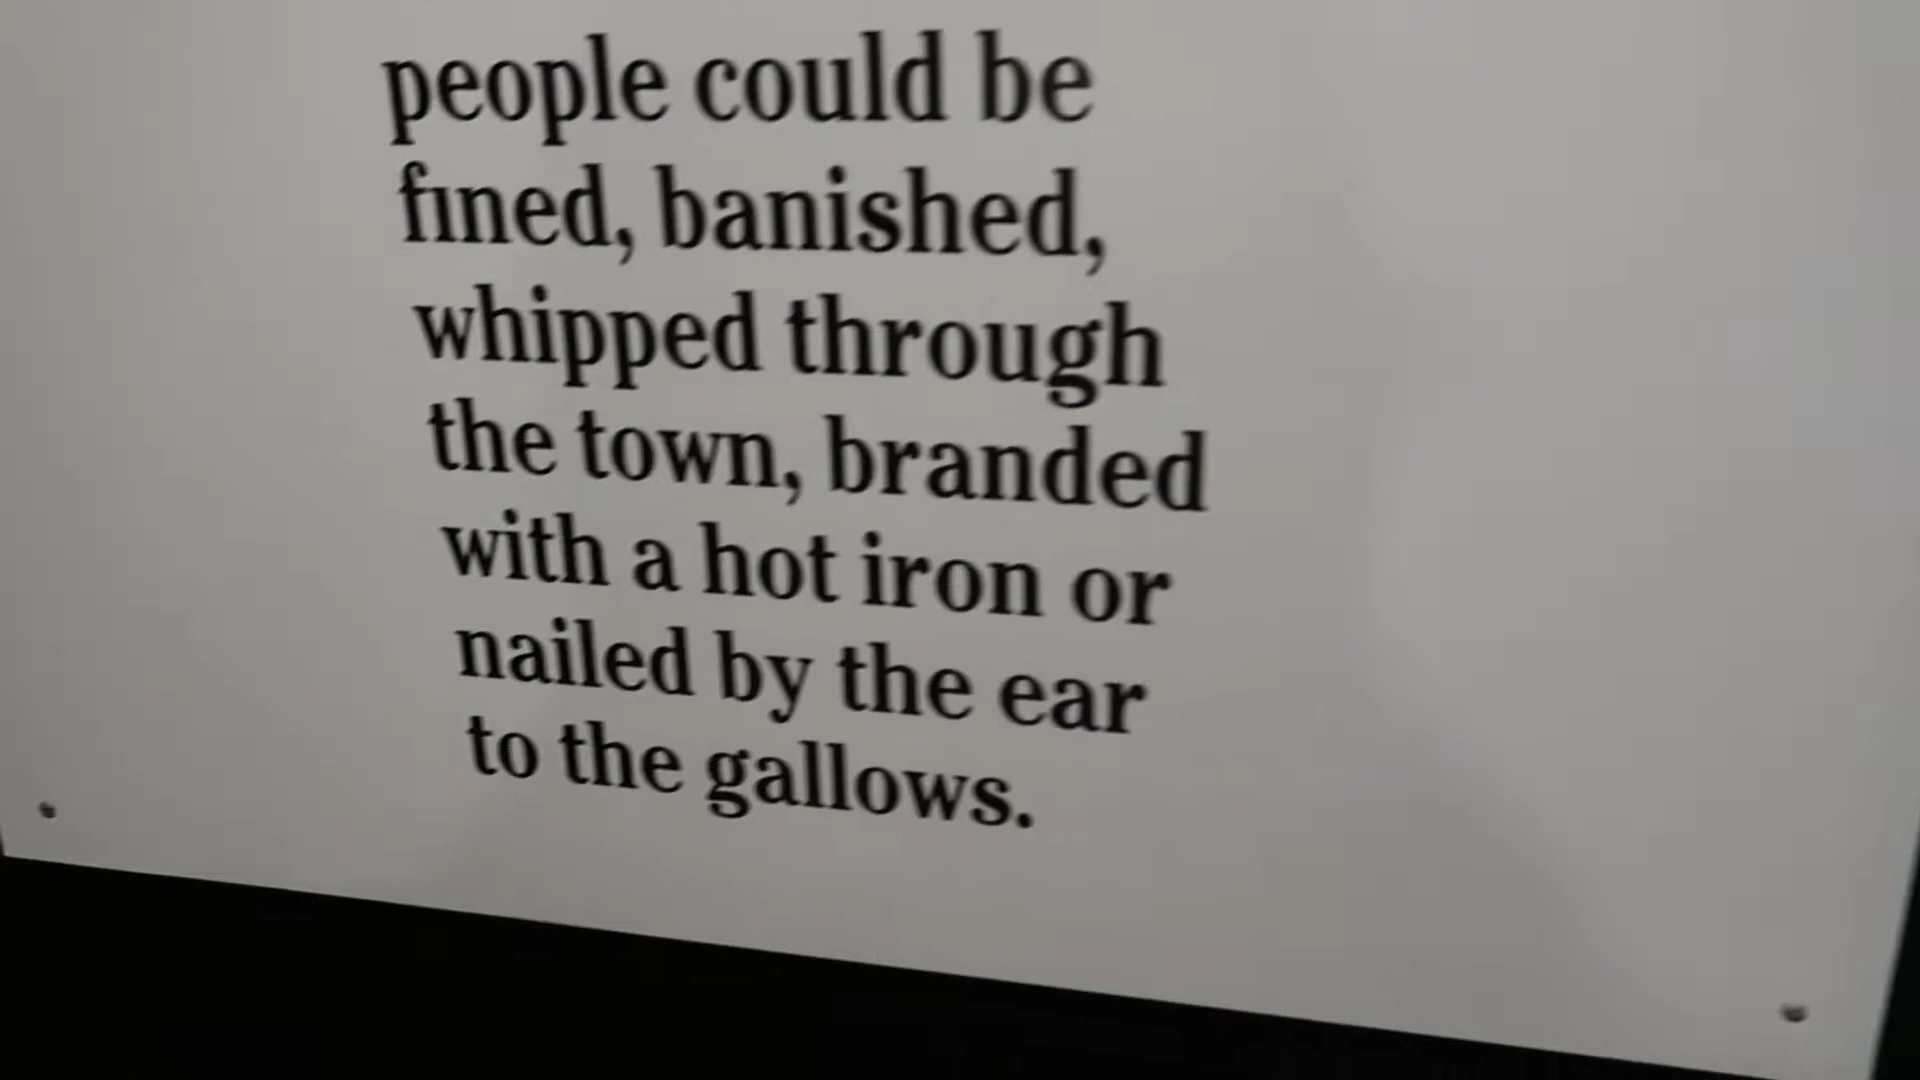 people could be
fined, banished,
whipped through
the town, branded
with a hot iron or
nailed by the ear
to the gallows.